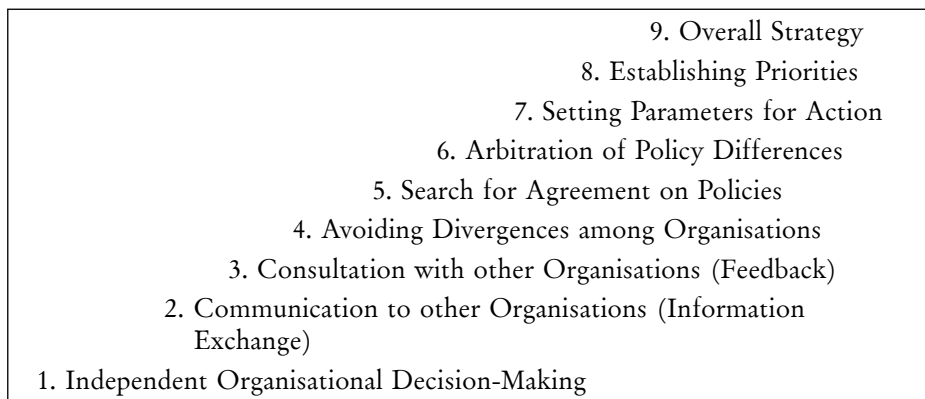 9. Overall Strategy
8. Establishing Priorities
7. Setting Parameters for Action
6. Arbitration of Policy Differences
5. Search for Agreement on Policies
4. Avoiding Divergences among Organisations
3. Consultation with other Organisations (Feedback)
2. Communication to other Organisations (Information
Exchange)
1. Independent Organisational Decision-Making